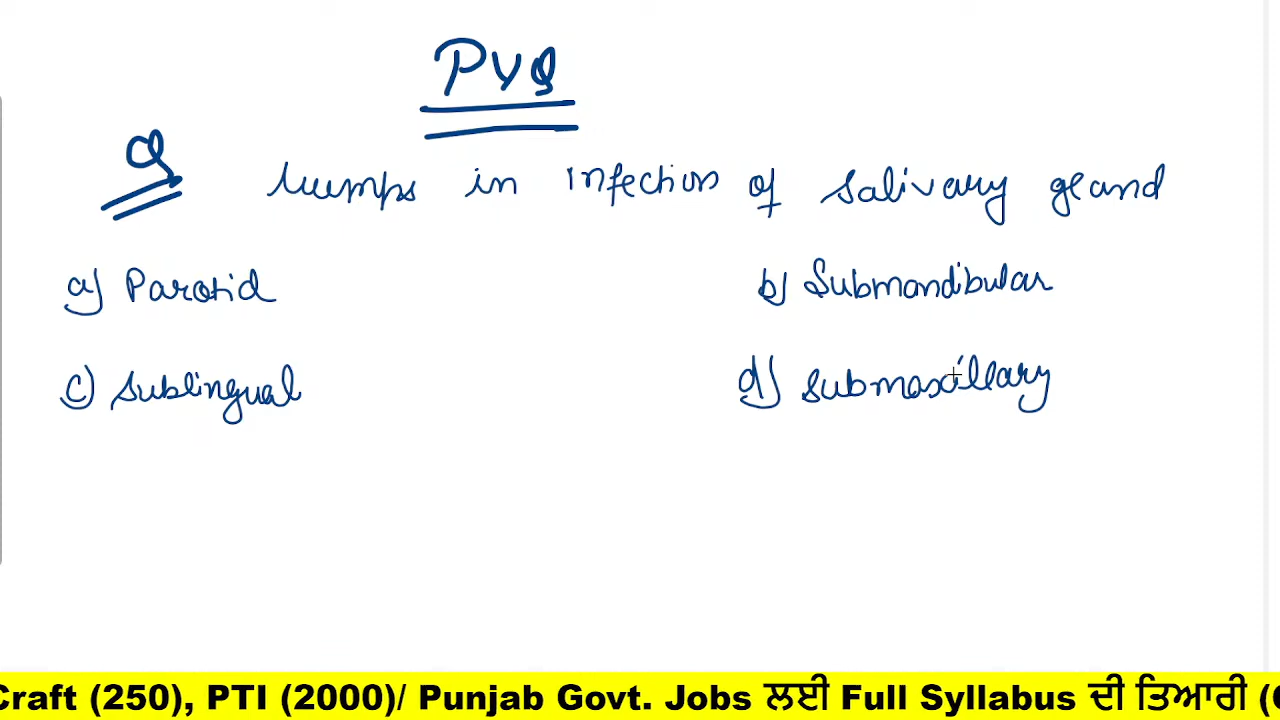 PYQ
Q Mumps in infection of salivary gland
a) Parotid b) Submandibular
c) Sublingual d) Submaxillary
Craft (250), PTI (2000)/ Punjab Govt. Jobs ਲਈ Full Syllabus ਦੀ ਤਿਆਰੀ (